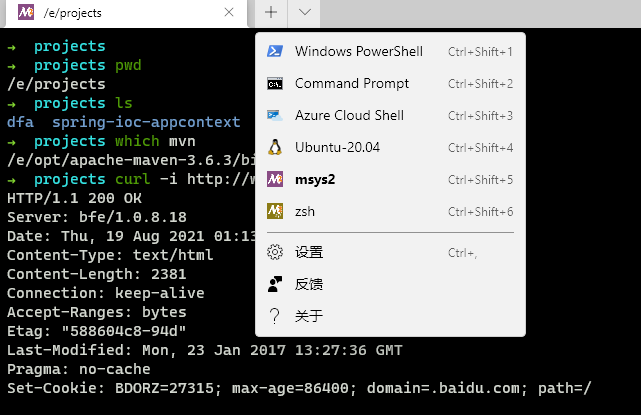 /e/projects
→ projects
→ projects pwd
/e/projects
→ projects ls
dfa spring-ioc-appcontext
→ projects which mvn
/e/opt/apache-maven-3.6.3/bi
→ projects curl -i http://w
HTTP/1.1 200 OK
Server: bfe/1.0.8.18
Date: Thu, 19 Aug 2021 01:13
Content-Type: text/html
Content-Length: 2381
Connection: keep-alive
Accept-Ranges: bytes
Etag: "588604c8-94d"
Last-Modified: Mon, 23 Jan 2017 13:27:36 GMT
Pragma: no-cache
Set-Cookie: BDORZ=27315; max-age=86400; domain=.baidu.com; path=/
Windows PowerShell Ctrl+Shift+1
Command Prompt Ctrl+Shift+2
Azure Cloud Shell Ctrl+Shift+3
Ubuntu-20.04 Ctrl+Shift+4
msys2 Ctrl+Shift+5
zsh Ctrl+Shift+6
设置 Ctrl+,
反馈
关于